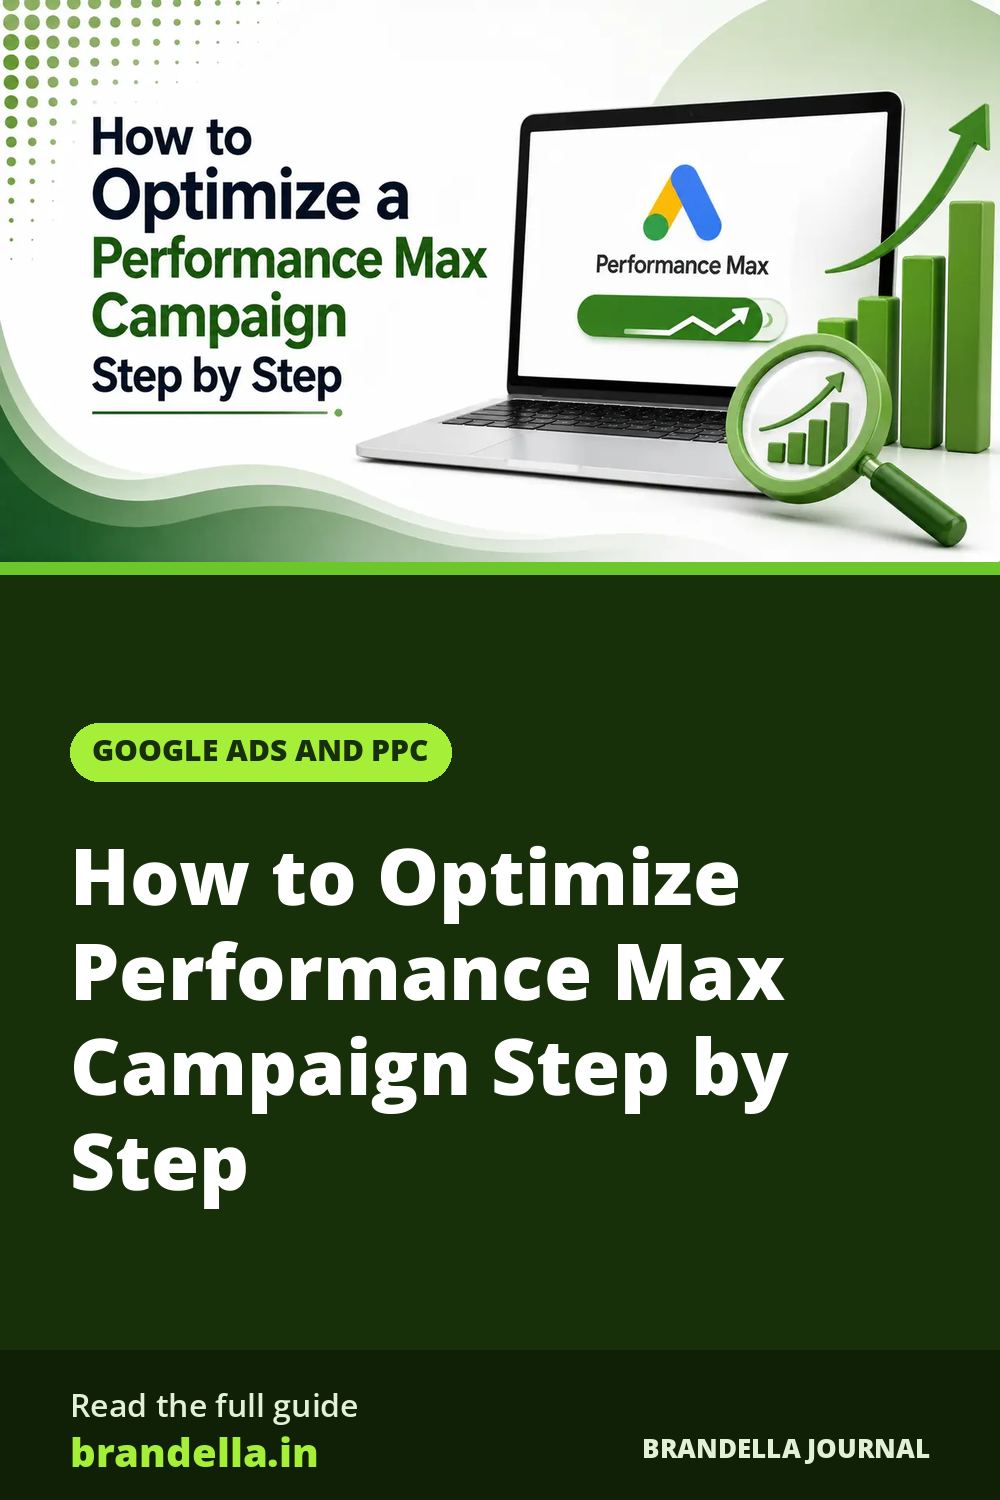 How to
Optimize a
Performance Max
Campaign
Step by Step
Performance Max
GOOGLE ADS AND PPC
How to Optimize
Performance Max
Campaign Step by
Step
Read the full guide
brandella.in
BRANDELLA JOURNAL